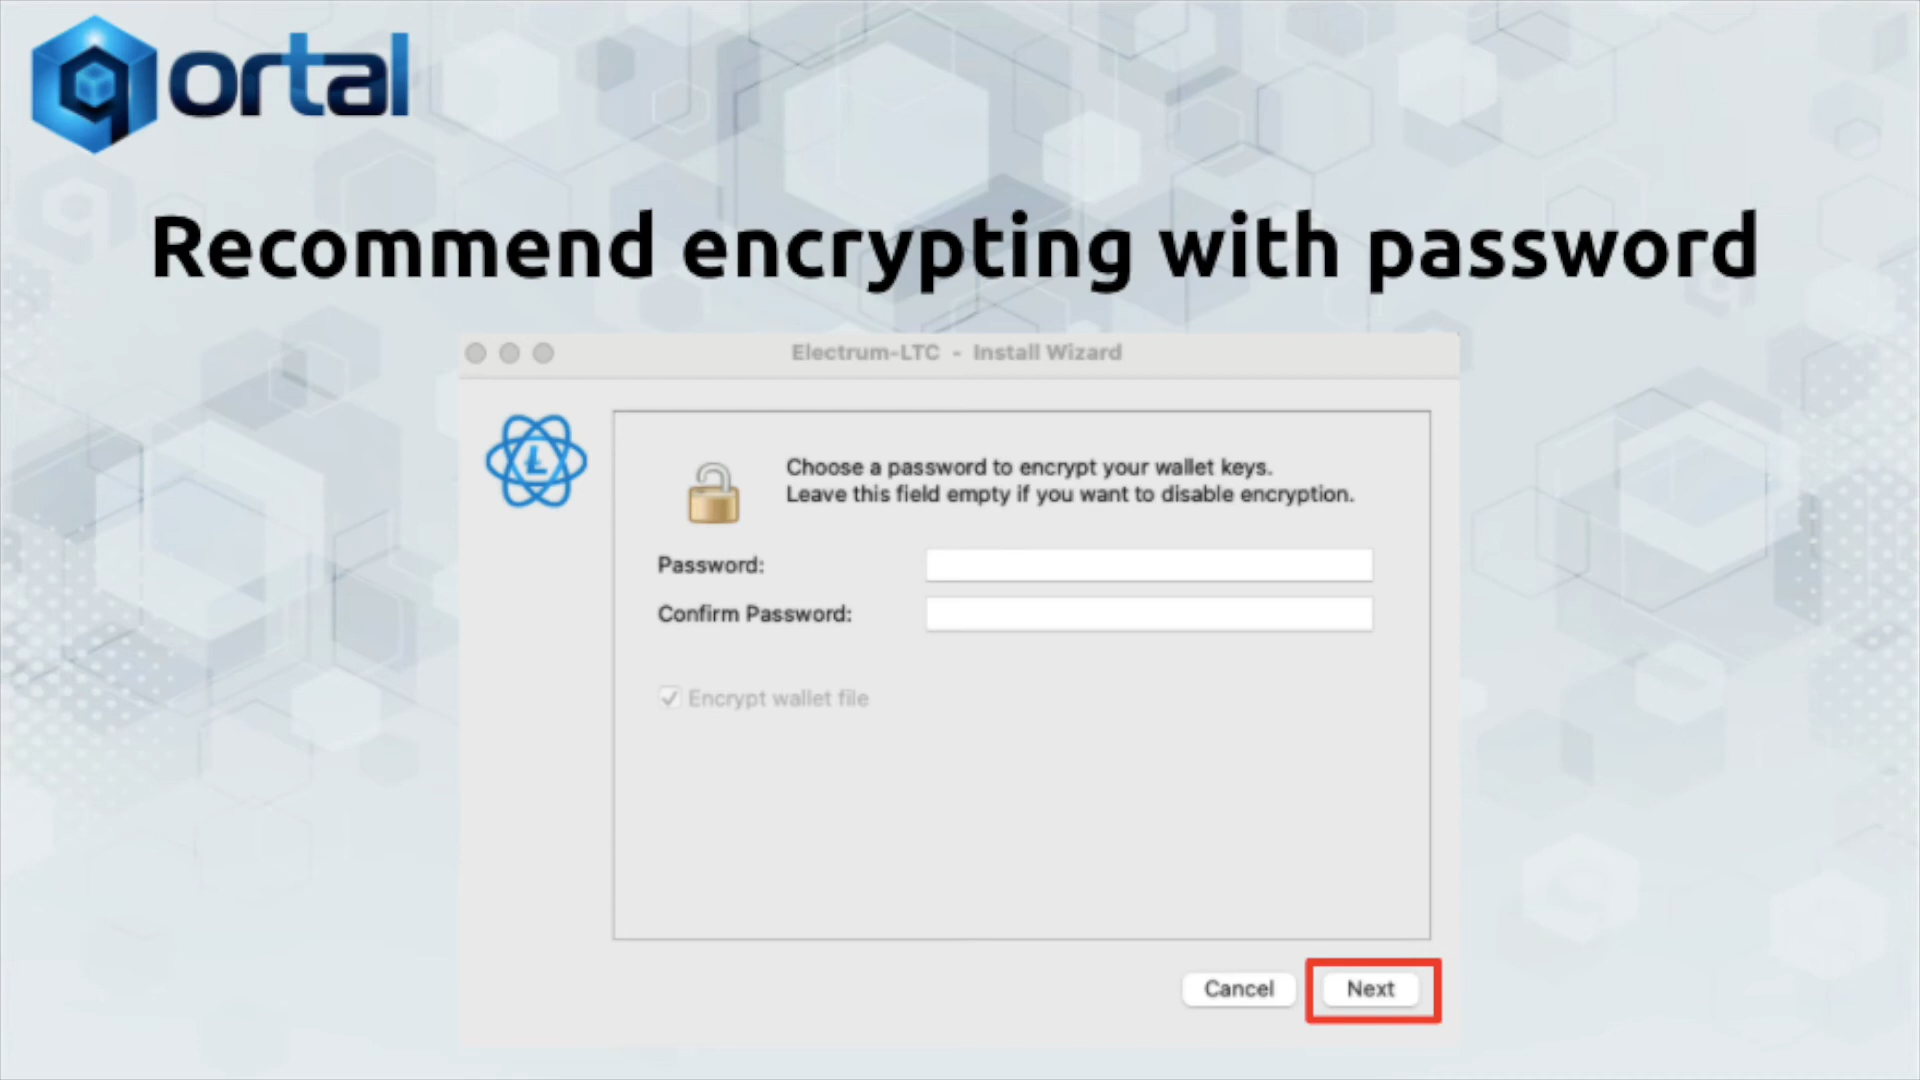 qortal
Recommend encrypting with password
Electrum-LTC - Install Wizard
Choose a password to encrypt your wallet keys.
Leave this field empty if you want to disable encryption.
Password:
Confirm Password:
Encrypt wallet file
Cancel Next